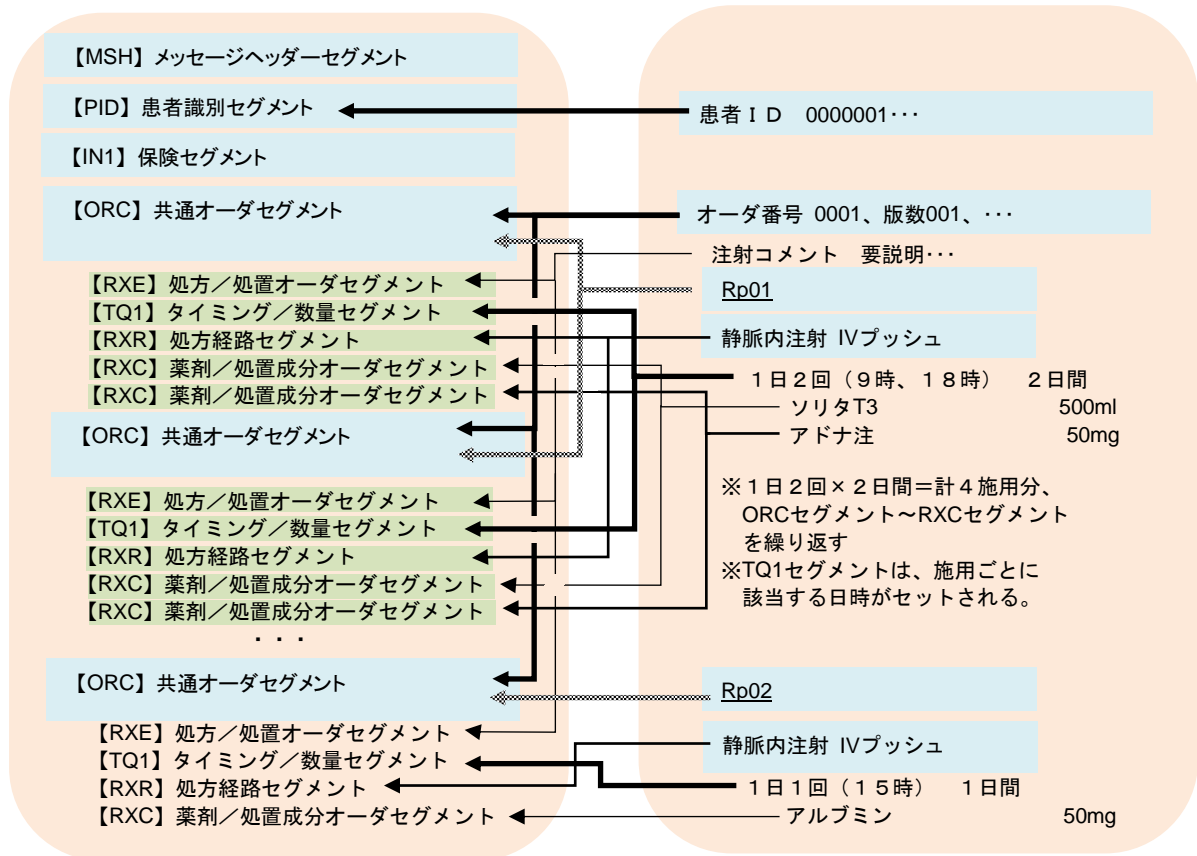 【MSH】メッセージヘッダーセグメント
【PID】患者識別セグメント
【IN1】保険セグメント
【ORC】共通オーダセグメント
【RXE】処方／処置オーダセグメント
【TQ1】タイミング／数量セグメント
【RXR】処方経路セグメント
【RXC】薬剤／処置成分オーダセグメント
【RXC】薬剤／処置成分オーダセグメント
【ORC】共通オーダセグメント
【RXE】処方／処置オーダセグメント
【TQ1】タイミング／数量セグメント
【RXR】処方経路セグメント
【RXC】薬剤／処置成分オーダセグメント
【RXC】薬剤／処置成分オーダセグメント
・・・
【ORC】共通オーダセグメント
【RXE】処方／処置オーダセグメント
【TQ1】タイミング／数量セグメント
【RXR】処方経路セグメント
【RXC】薬剤／処置成分オーダセグメント
患者ＩＤ　0000001･･･
オーダ番号 0001、版数001、･･･
注射コメント　要説明･･･
Rp01
静脈内注射 IVプッシュ
１日２回（９時、１８時）　２日間
ソリタT3　500ml
アドナ注　50mg
※１日２回×２日間＝計４施用分、
ORCセグメント～RXCセグメント
を繰り返す
※TQ1セグメントは、施用ごとに
該当する日時がセットされる。
Rp02
静脈内注射 IVプッシュ
１日１回（１５時）　１日間
アルブミン　50mg